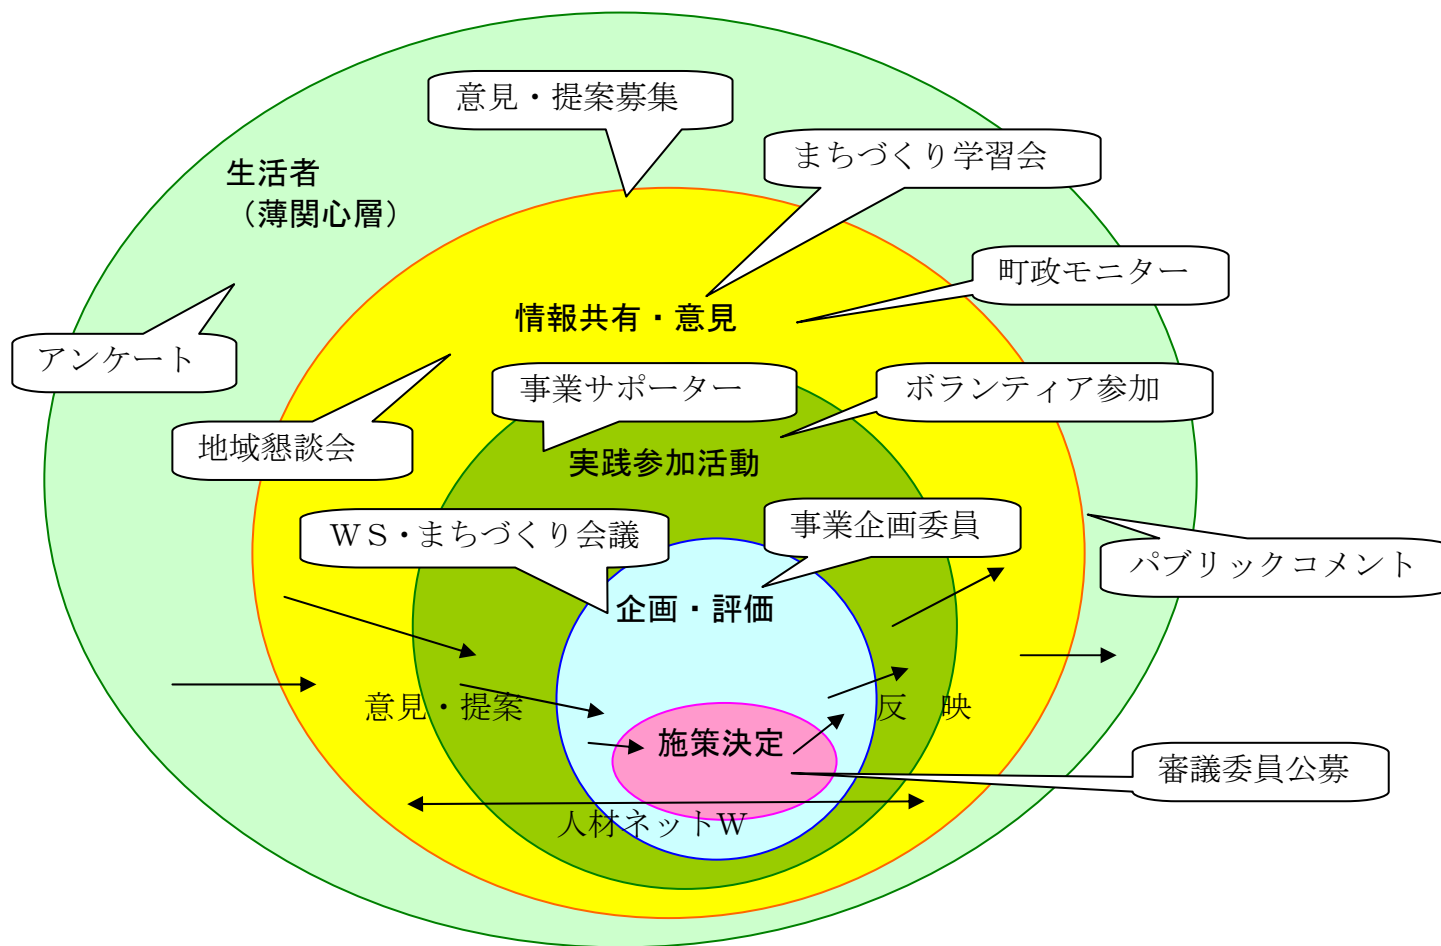 意見・提案募集
まちづくり学習会
生活者
（薄関心層）
町政モニター
情報共有・意見
アンケート
事業サポーター
ボランティア参加
地域懇談会
実践参加活動
ＷＳ・まちづくり会議
事業企画委員
パブリックコメント
企画・評価
意見・提案
反　映
施策決定
審議委員公募
人材ネットＷ